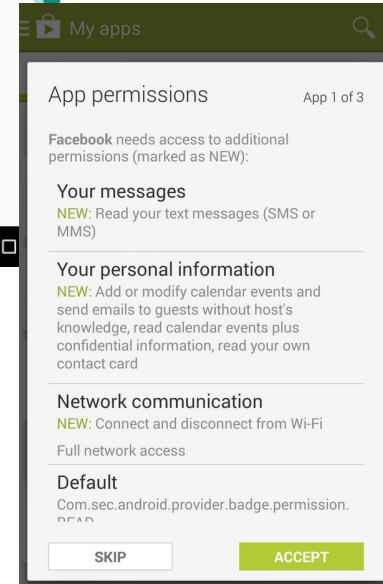 My apps
App permissions
App 1 of 3
Facebook needs access to additional
permissions (marked as NEW):
Your messages
NEW: Read your text messages (SMS or
MMS)
Your personal information
NEW: Add or modify calendar events and
send emails to guests without host's
knowledge, read calendar events plus
confidential information, read your own
contact card
Network communication
NEW: Connect and disconnect from Wi-Fi
Full network access
Default
Com.sec.android.provider.badge.permission.
READ
SKIP
ACCEPT